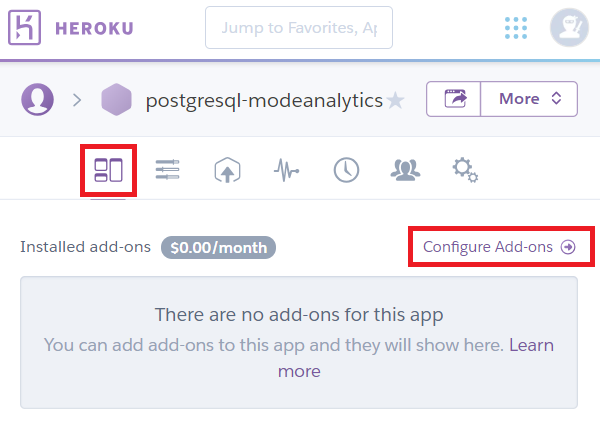 HEROKU
Jump to Favorites, Ap
postgresql-modeanalytics
More
Installed add-ons $0.00/month
Configure Add-ons
There are no add-ons for this app
You can add add-ons to this app and they will show here. Learn
more